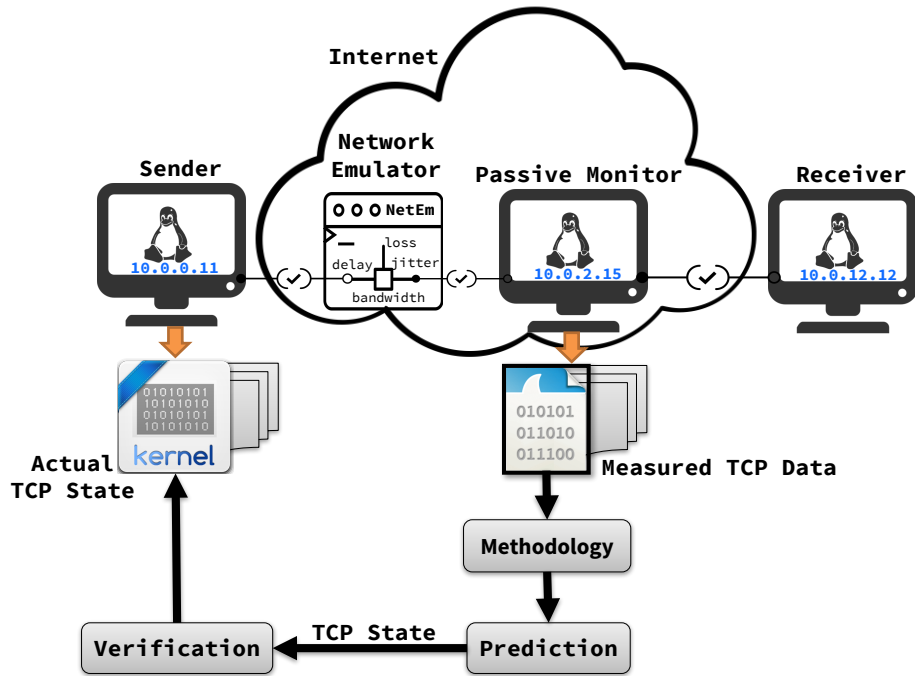 Internet
Network
Emulator
Sender
Passive Monitor
Receiver
NetEm
loss
delay
jitter
bandwidth
10.0.0.11
10.0.2.15
10.0.12.12
01010101
10101010
01010101
10101010
kernel
010101
011010
011100
Actual
TCP State
Measured TCP Data
Methodology
TCP State
Verification
Prediction